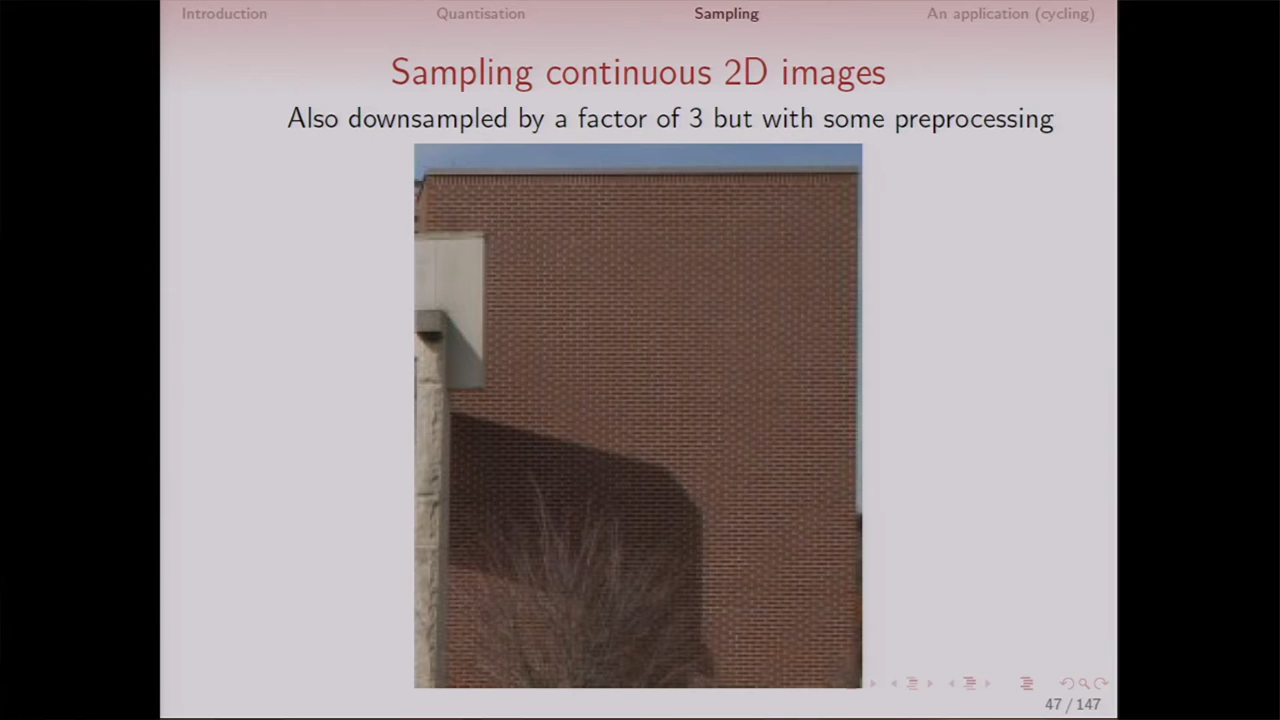 Introduction Quantisation Sampling An application (cycling)
Sampling continuous 2D images
Also downsampled by a factor of 3 but with some preprocessing
47 / 147